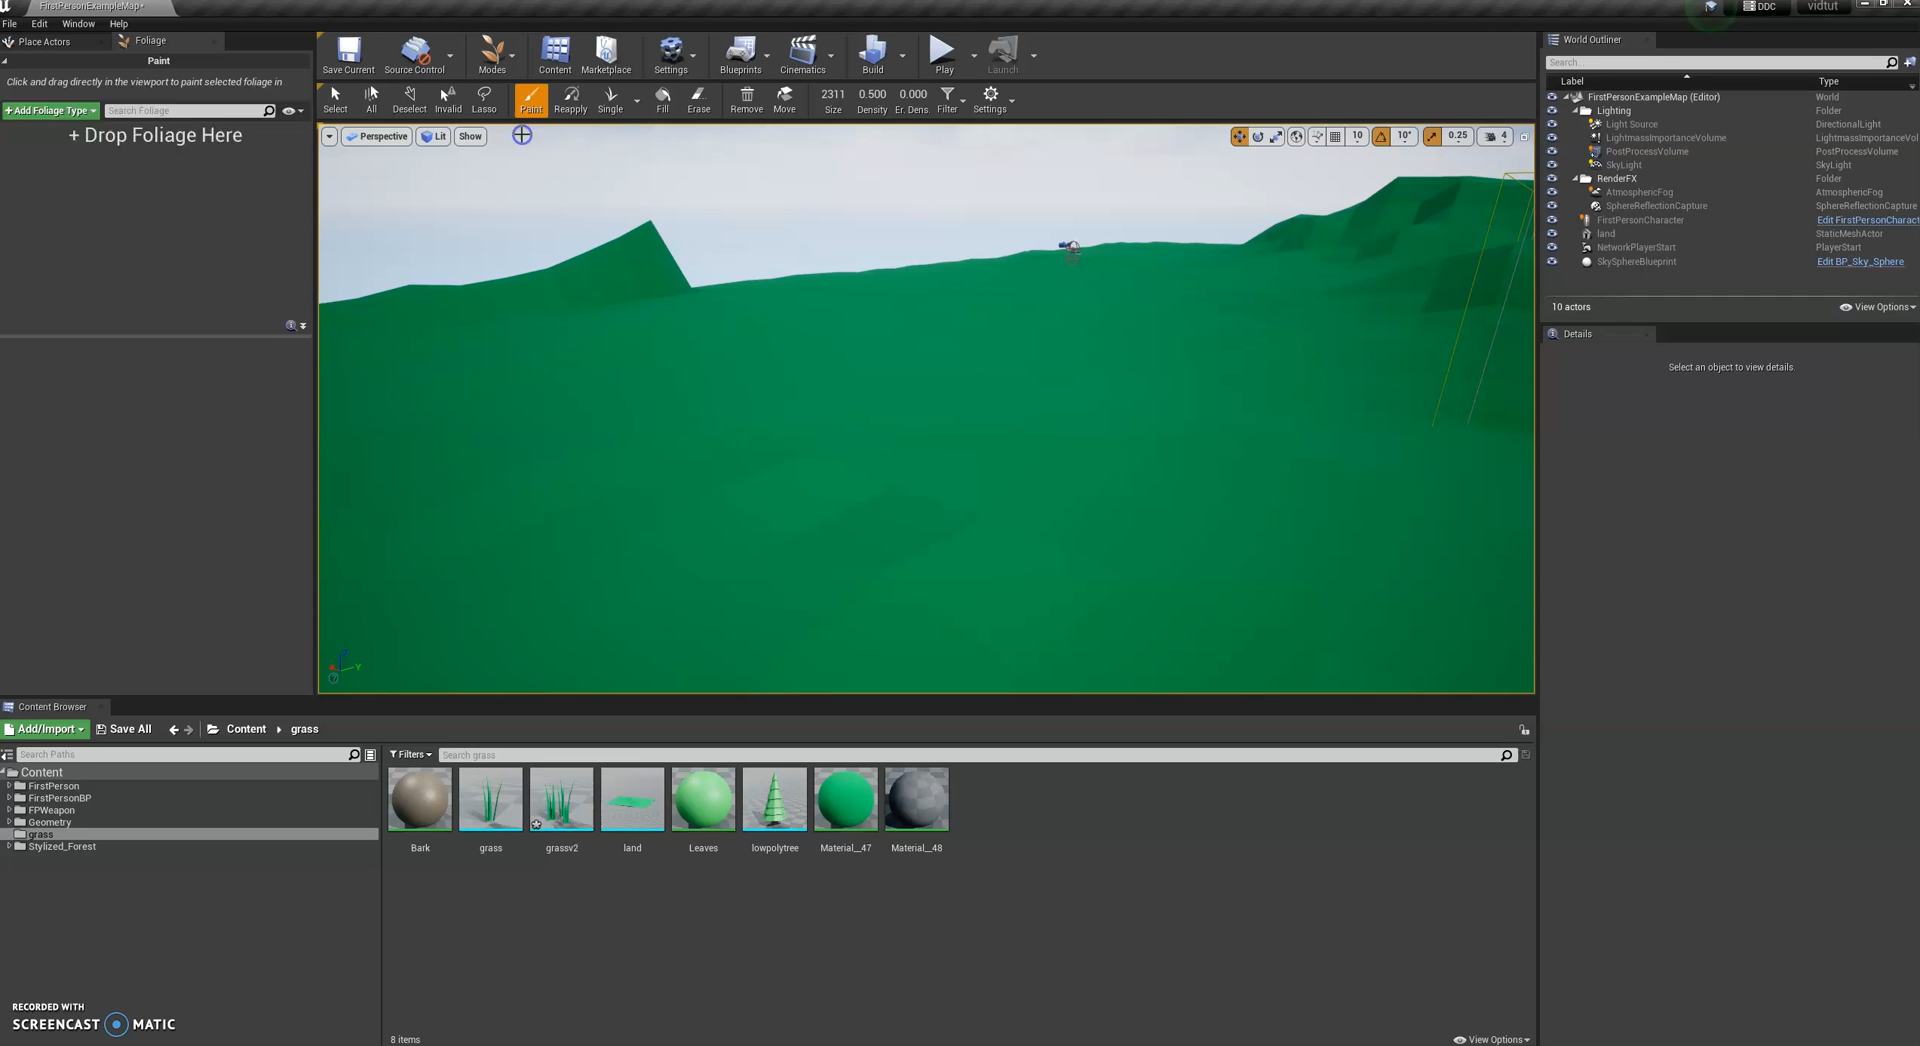 FirstPersonExampleMap*
DDC
vidtut
File Edit Window Help
Place Actors
Foliage
Paint
Click and drag directly in the viewport to paint selected foliage in
+Add Foliage Type
Search Foliage
+ Drop Foliage Here
Save Current
Source Control
Modes
Content
Marketplace
Settings
Blueprints
Cinematics
Build
Play
Launch
Select
All
Deselect
Invalid
Lasso
Paint
Reapply
Single
Fill
Erase
Remove
Move
2311
Size
0.500
Density
0.000
Er. Dens.
Filter
Settings
Perspective
Lit
Show
10
10°
0.25
4
Z
Y
World Outliner
Search...
Label Type
FirstPersonExampleMap (Editor) World
Lighting Folder
Light Source DirectionalLight
LightmassImportanceVolume LightmassImportanceVol
PostProcessVolume PostProcessVolume
SkyLight SkyLight
RenderFX Folder
AtmosphericFog AtmosphericFog
SphereReflectionCapture SphereReflectionCapture
FirstPersonCharacter Edit FirstPersonCharact
land StaticMeshActor
NetworkPlayerStart PlayerStart
SkySphereBlueprint Edit BP_Sky_Sphere
10 actors
View Options
Details
Select an object to view details.
Content Browser
Add/Import
Save All
Content
grass
Search Paths
Content
FirstPerson
FirstPersonBP
FPWeapon
Geometry
grass
Stylized_Forest
Filters
Search grass
Bark
grass
grassv2
land
Leaves
lowpolytree
Material__47
Material__48
8 items
View Options
RECORDED WITH
SCREENCAST MATIC